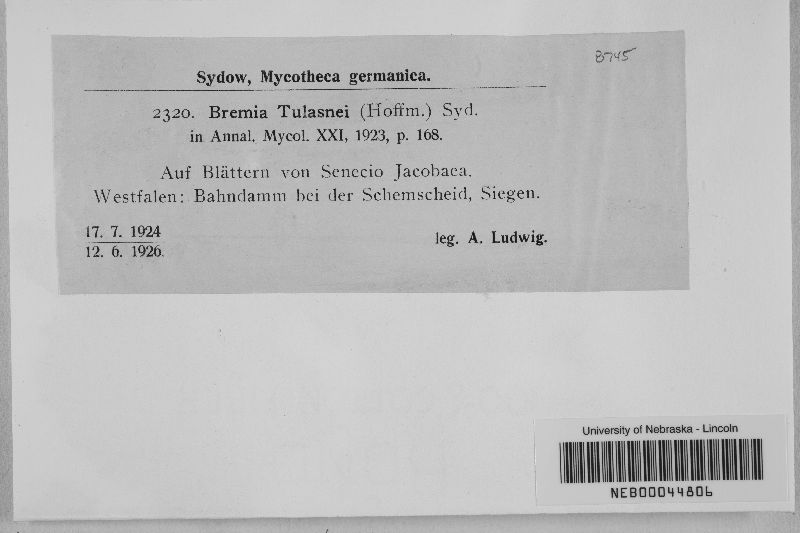 8745
Sydow, Mycotheca germanica.
2320. Bremia Tulasnei (Hoffm.) Syd.
in Annal. Mycol. XXI, 1923, p. 168.
Auf Blättern von Senecio Jacobaea.
Westfalen: Bahndamm bei der Schemscheid, Siegen.
17. 7. 1924
12. 6. 1926.
leg. A. Ludwig.
University of Nebraska - Lincoln
NEB00044806